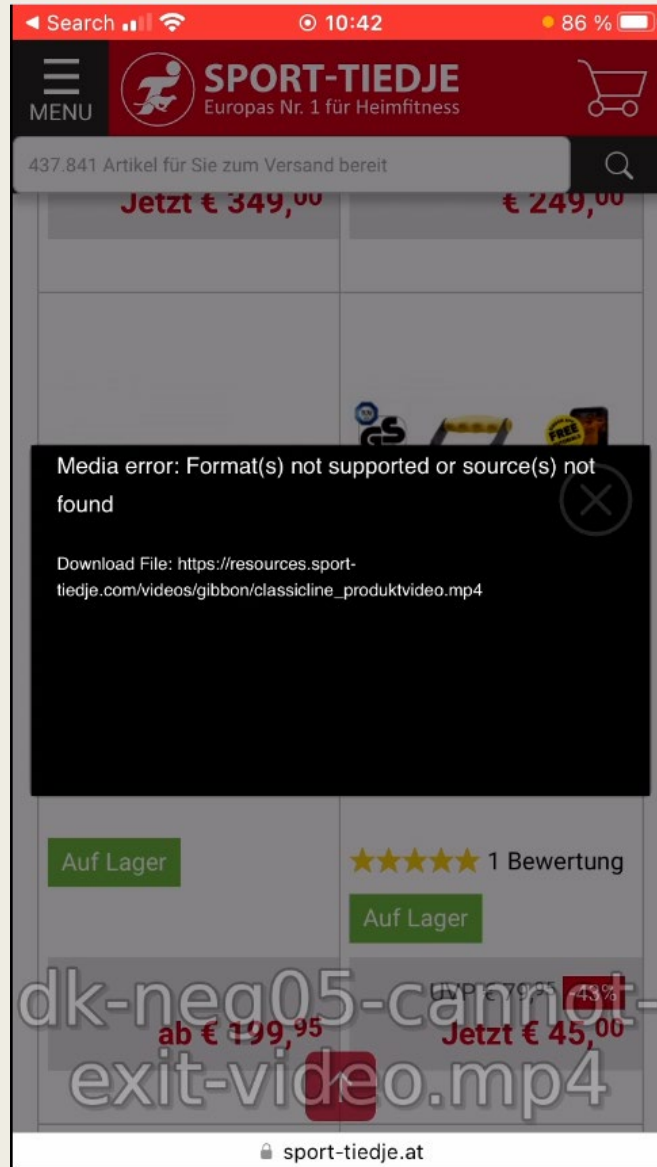 Search
10:42
86 %
MENU
SPORT-TIEDJE
Europas Nr. 1 für Heimfitness
437.841 Artikel für Sie zum Versand bereit
Jetzt € 349,00
€ 249,00
GS
FREE
Media error: Format(s) not supported or source(s) not
found
Download File: https://resources.sport-
tiedje.com/videos/gibbon/classicline_produktvideo.mp4
Auf Lager
1 Bewertung
Auf Lager
UVP € 79,95 -43%
ab € 199,95
Jetzt € 45,00
dk-neg05-cannot-
exit-video.mp4
sport-tiedje.at